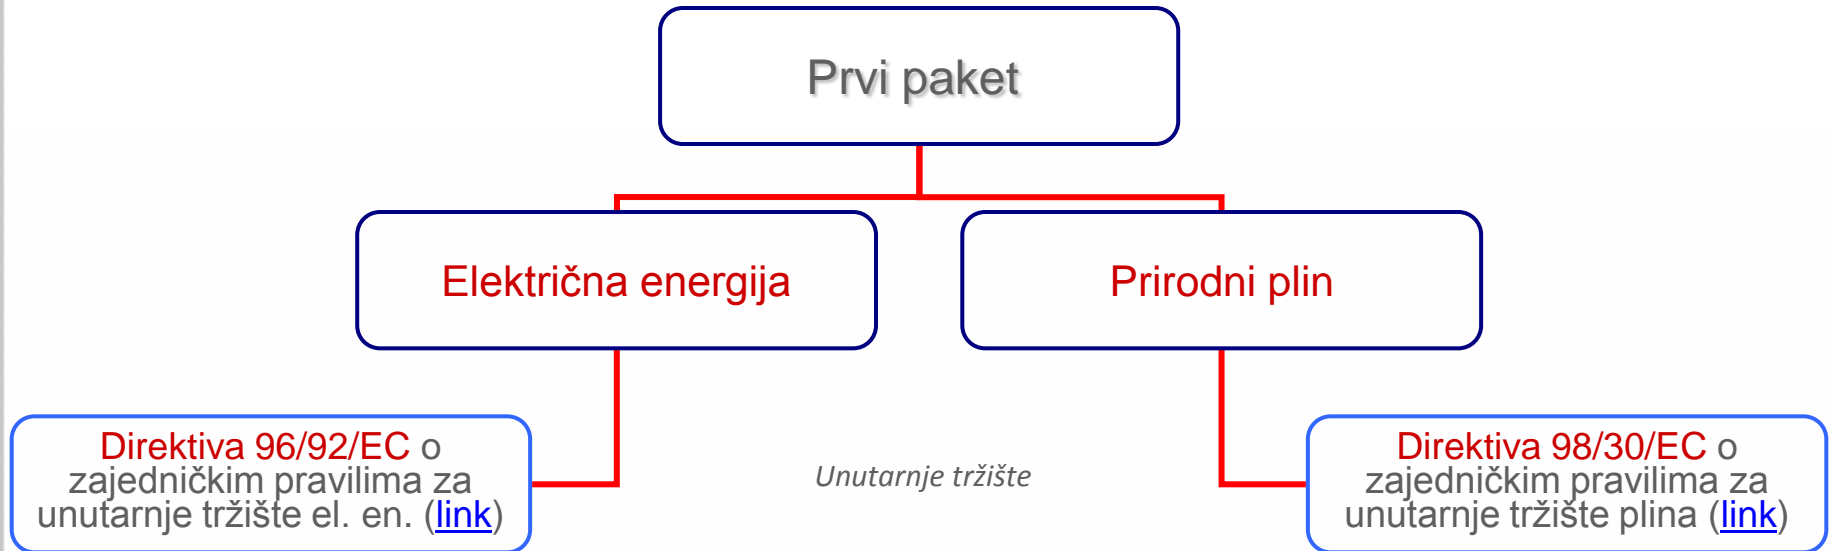 Prvi paket
Električna energija
Prirodni plin
Direktiva 96/92/EC o
zajedničkim pravilima za
unutarnje tržište el. en. (link)
Unutarnje tržište
Direktiva 98/30/EC o
zajedničkim pravilima za
unutarnje tržište plina (link)